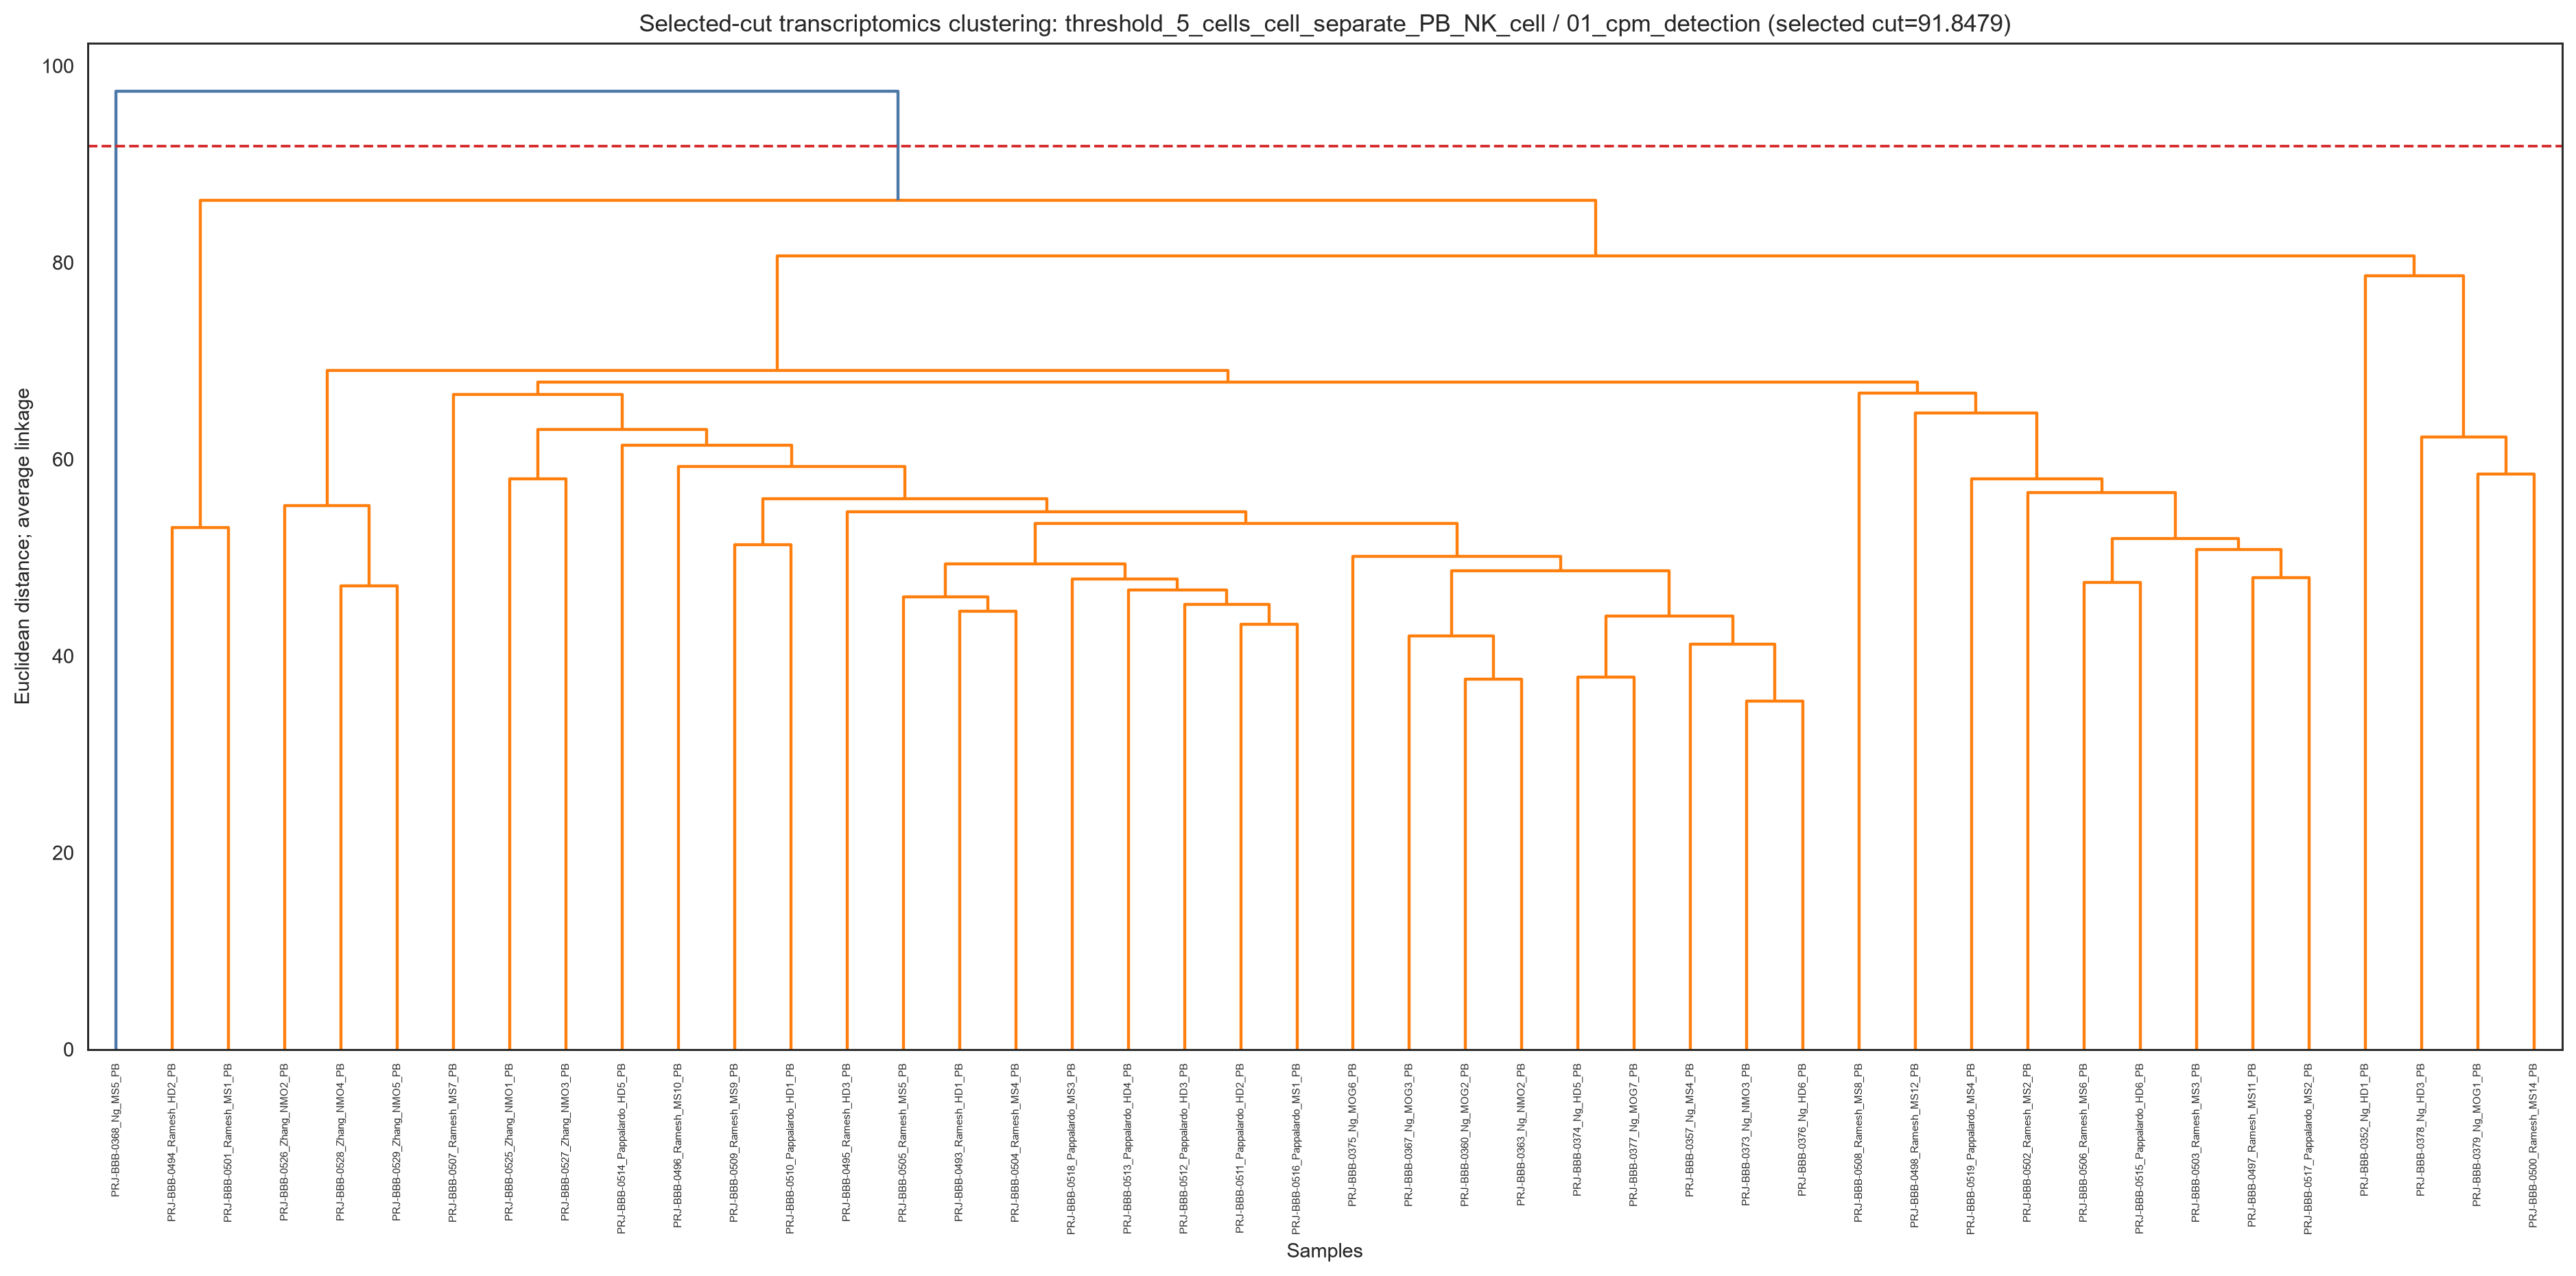 Selected-cut transcriptomics clustering: threshold_5_cells_cell_separate_PB_NK_cell / 01_cpm_detection (selected cut=91.8479)
Euclidean distance; average linkage
100
80
60
40
20
0
PRJ-BBB-0368_Ng_MS5_PB
PRJ-BBB-0494_Ramesh_HD2_PB
PRJ-BBB-0501_Ramesh_MS1_PB
PRJ-BBB-0526_Zhang_NMO2_PB
PRJ-BBB-0528_Zhang_NMO4_PB
PRJ-BBB-0529_Zhang_NMO5_PB
PRJ-BBB-0507_Ramesh_MS7_PB
PRJ-BBB-0525_Zhang_NMO1_PB
PRJ-BBB-0527_Zhang_NMO3_PB
PRJ-BBB-0514_Pappalardo_HD5_PB
PRJ-BBB-0496_Ramesh_MS10_PB
PRJ-BBB-0509_Ramesh_MS9_PB
PRJ-BBB-0510_Pappalardo_HD1_PB
PRJ-BBB-0495_Ramesh_HD3_PB
PRJ-BBB-0505_Ramesh_MS5_PB
PRJ-BBB-0493_Ramesh_HD1_PB
PRJ-BBB-0504_Ramesh_MS4_PB
PRJ-BBB-0518_Pappalardo_MS3_PB
PRJ-BBB-0513_Pappalardo_HD4_PB
PRJ-BBB-0512_Pappalardo_HD3_PB
PRJ-BBB-0511_Pappalardo_HD2_PB
PRJ-BBB-0516_Pappalardo_MS1_PB
PRJ-BBB-0375_Ng_MOG6_PB
PRJ-BBB-0367_Ng_MOG3_PB
PRJ-BBB-0360_Ng_MOG2_PB
PRJ-BBB-0363_Ng_NMO2_PB
PRJ-BBB-0374_Ng_HD5_PB
PRJ-BBB-0377_Ng_MOG7_PB
PRJ-BBB-0357_Ng_MS4_PB
PRJ-BBB-0373_Ng_NMO3_PB
PRJ-BBB-0376_Ng_HD6_PB
PRJ-BBB-0508_Ramesh_MS8_PB
PRJ-BBB-0498_Ramesh_MS12_PB
PRJ-BBB-0519_Pappalardo_MS4_PB
PRJ-BBB-0502_Ramesh_MS2_PB
PRJ-BBB-0506_Ramesh_MS6_PB
PRJ-BBB-0515_Pappalardo_HD6_PB
PRJ-BBB-0503_Ramesh_MS3_PB
PRJ-BBB-0497_Ramesh_MS11_PB
PRJ-BBB-0517_Pappalardo_MS2_PB
PRJ-BBB-0352_Ng_HD1_PB
PRJ-BBB-0378_Ng_HD3_PB
PRJ-BBB-0379_Ng_MOG1_PB
PRJ-BBB-0500_Ramesh_MS14_PB
Samples